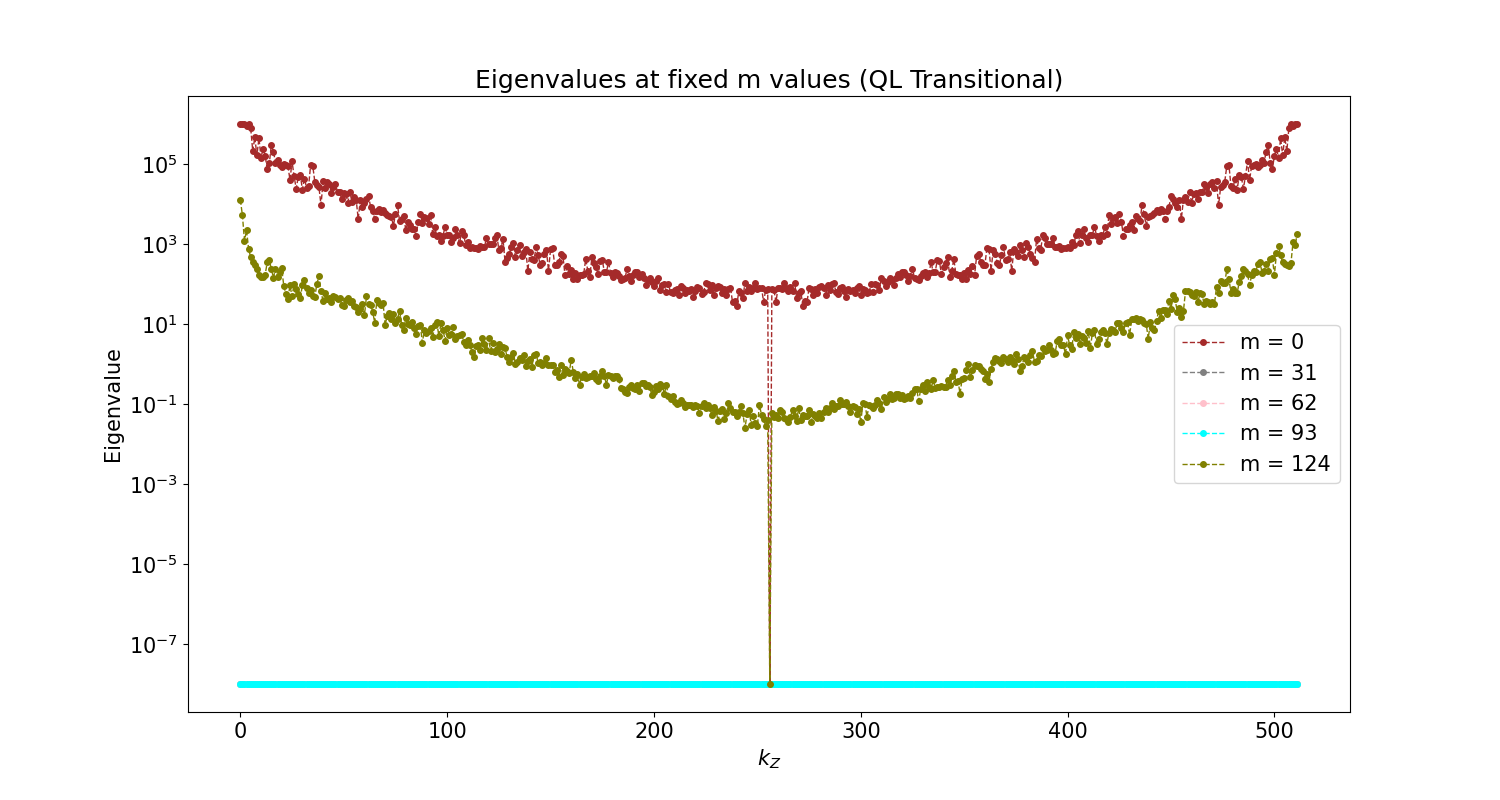 Eigenvalues at fixed m values (QL Transitional)
Eigenvalue
10^5
10^3
10^1
10^−1
10^−3
10^−5
10^−7
m = 0
m = 31
m = 62
m = 93
m = 124
0 100 200 300 400 500
k_Z